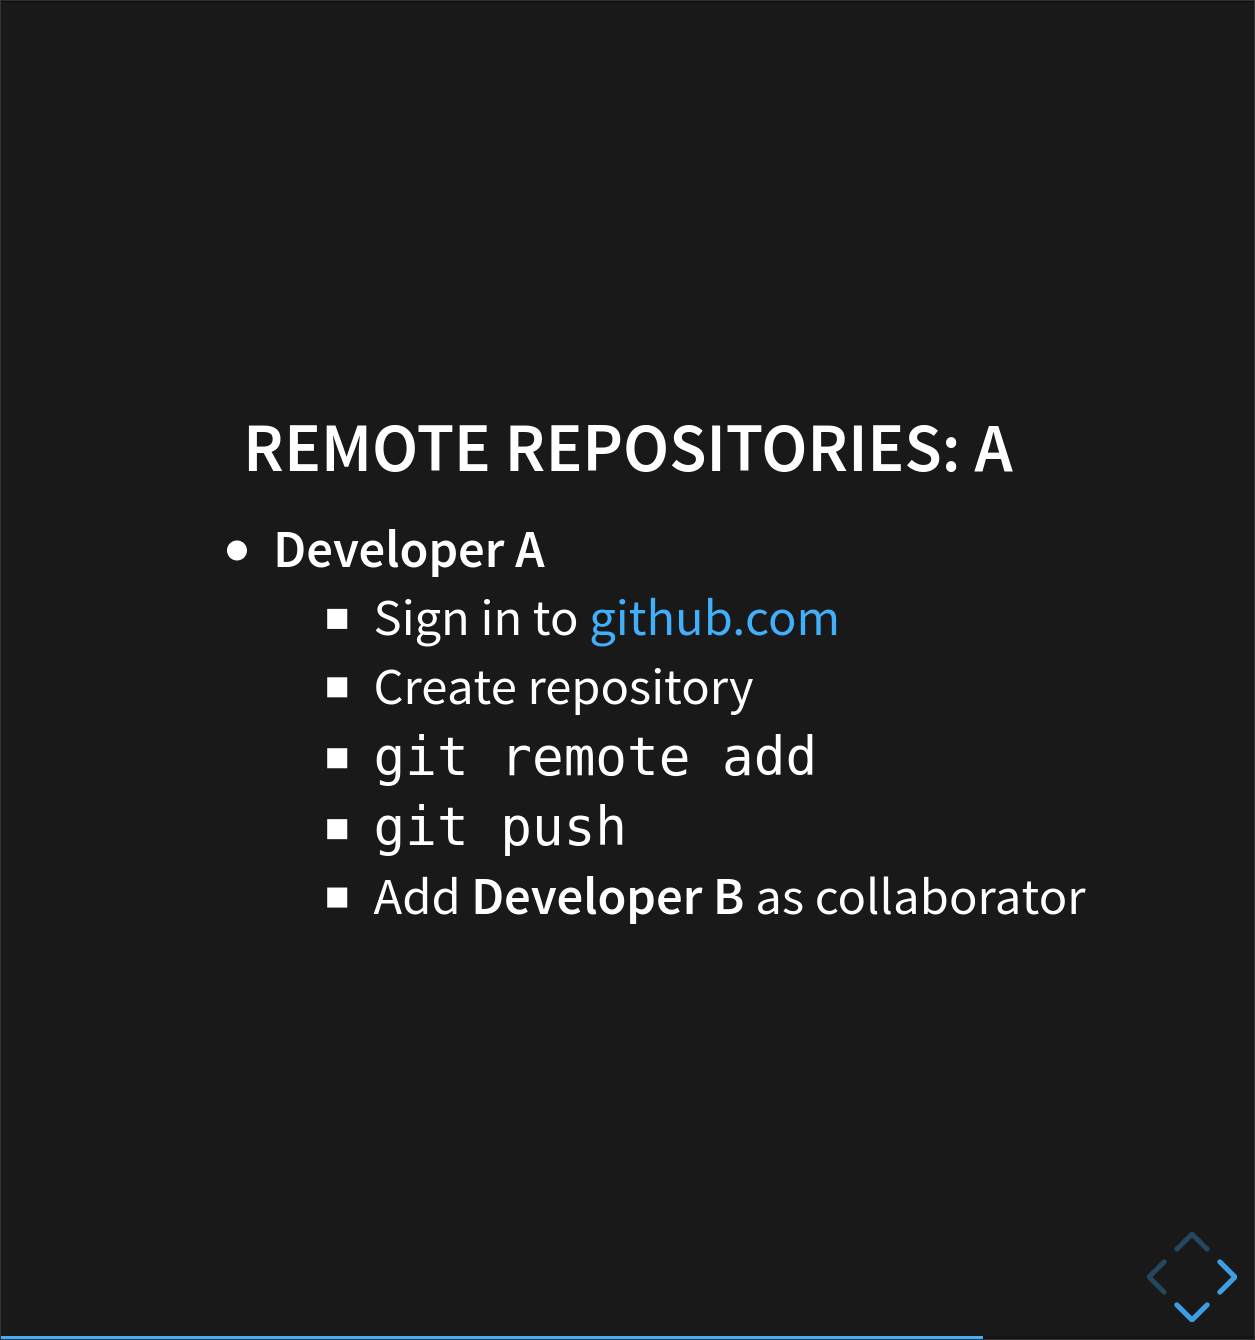 REMOTE REPOSITORIES: A
Developer A
Sign in to github.com
Create repository
git remote add
git push
Add Developer B as collaborator